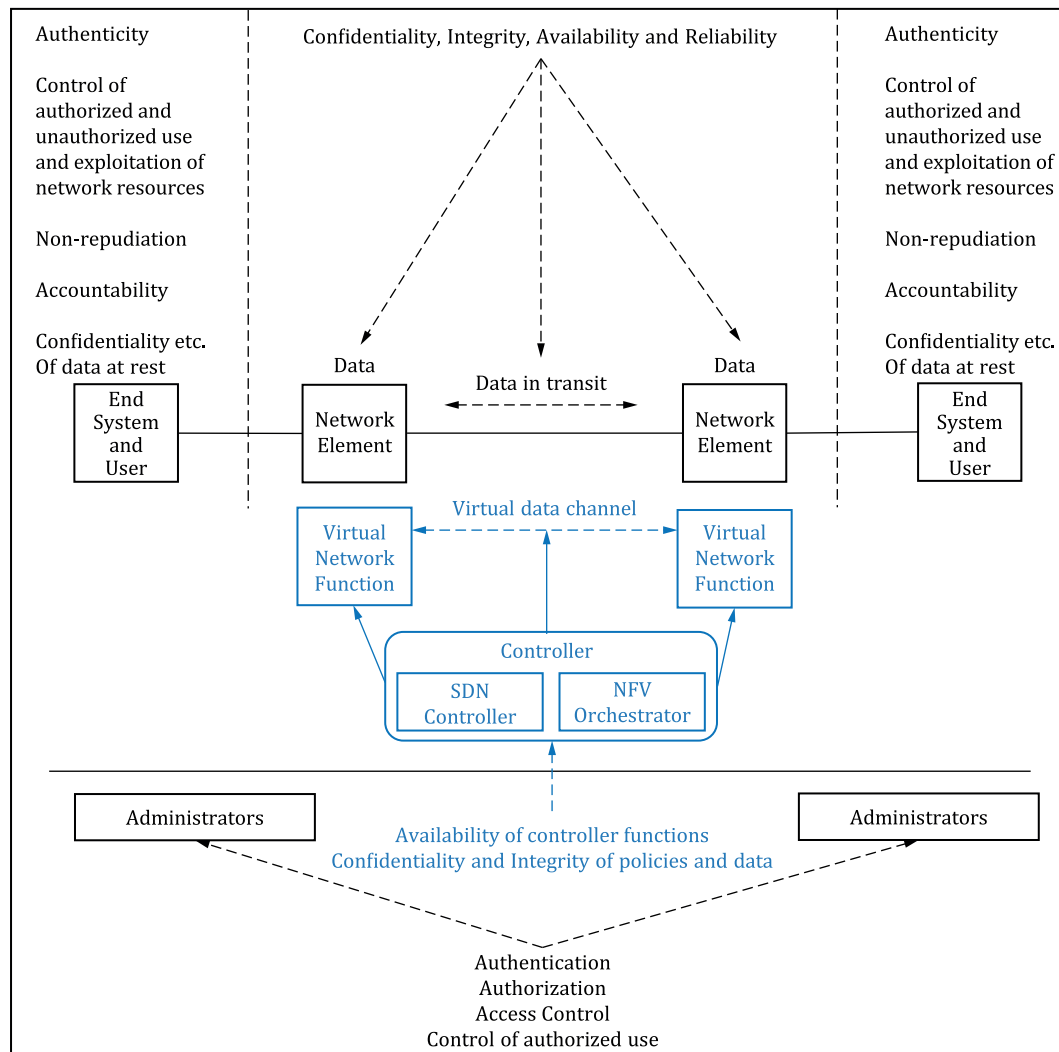 Authenticity
Control of
authorized and
unauthorized use
and exploitation of
network resources
Non-repudiation
Accountability
Confidentiality etc.
Of data at rest
Confidentiality, Integrity, Availability and Reliability
Authenticity
Control of
authorized and
unauthorized use
and exploitation of
network resources
Non-repudiation
Accountability
Confidentiality etc.
Of data at rest
Data
Data in transit
Data
End
System
and
User
Network
Element
Network
Element
End
System
and
User
Virtual data channel
Virtual
Network
Function
Virtual
Network
Function
Controller
SDN
Controller
NFV
Orchestrator
Administrators
Administrators
Availability of controller functions
Confidentiality and Integrity of policies and data
Authentication
Authorization
Access Control
Control of authorized use